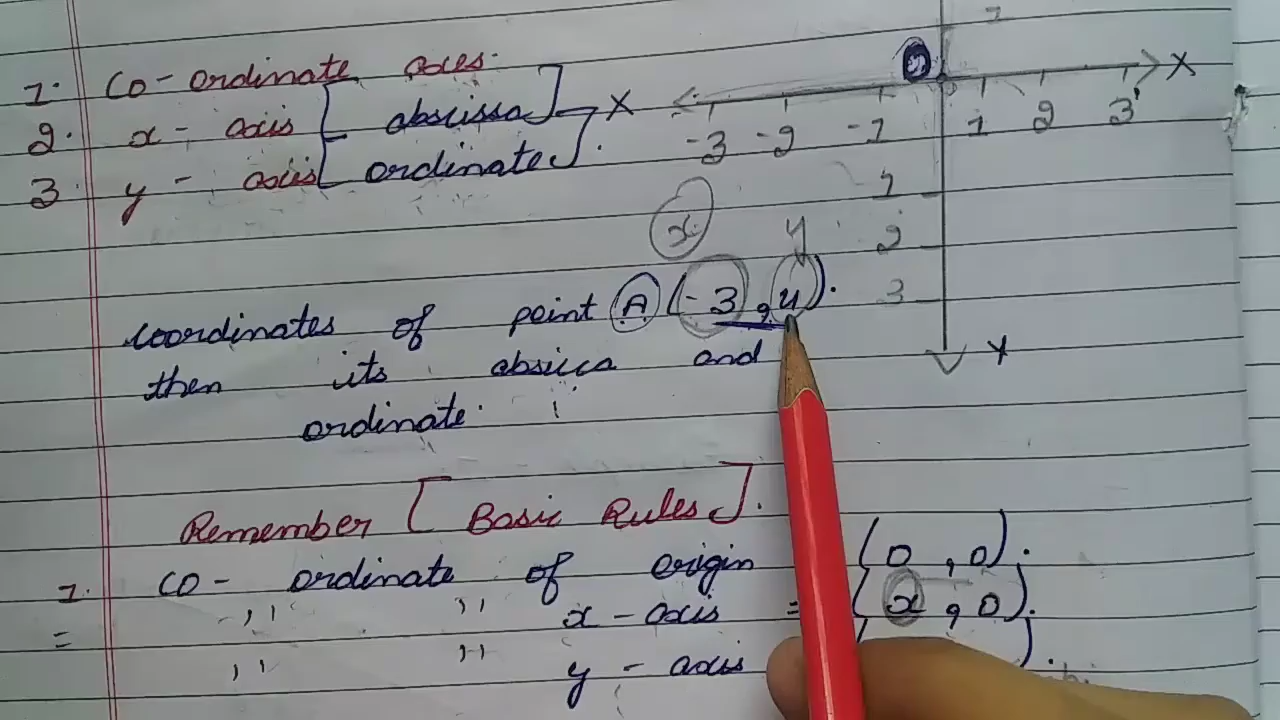 1. Co-ordinate axes.
2. x - axis [ abscissa ]
3. y - axis [ ordinate ].
X X
-3 -2 -1 1 2 3
1
2
3
Y
x y
coordinates of point A (-3, 4).
then its absicca and
ordinate.
Remember [ Basic Rules ].
1. CO-ordinate of origin (0, 0).
= ,, ,, x-axis = (x, 0).
,, ,, y-axis ).